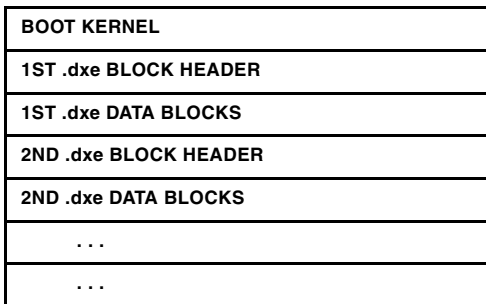 BOOT KERNEL
1ST .dxe BLOCK HEADER
1ST .dxe DATA BLOCKS
2ND .dxe BLOCK HEADER
2ND .dxe DATA BLOCKS
. . .
. . .